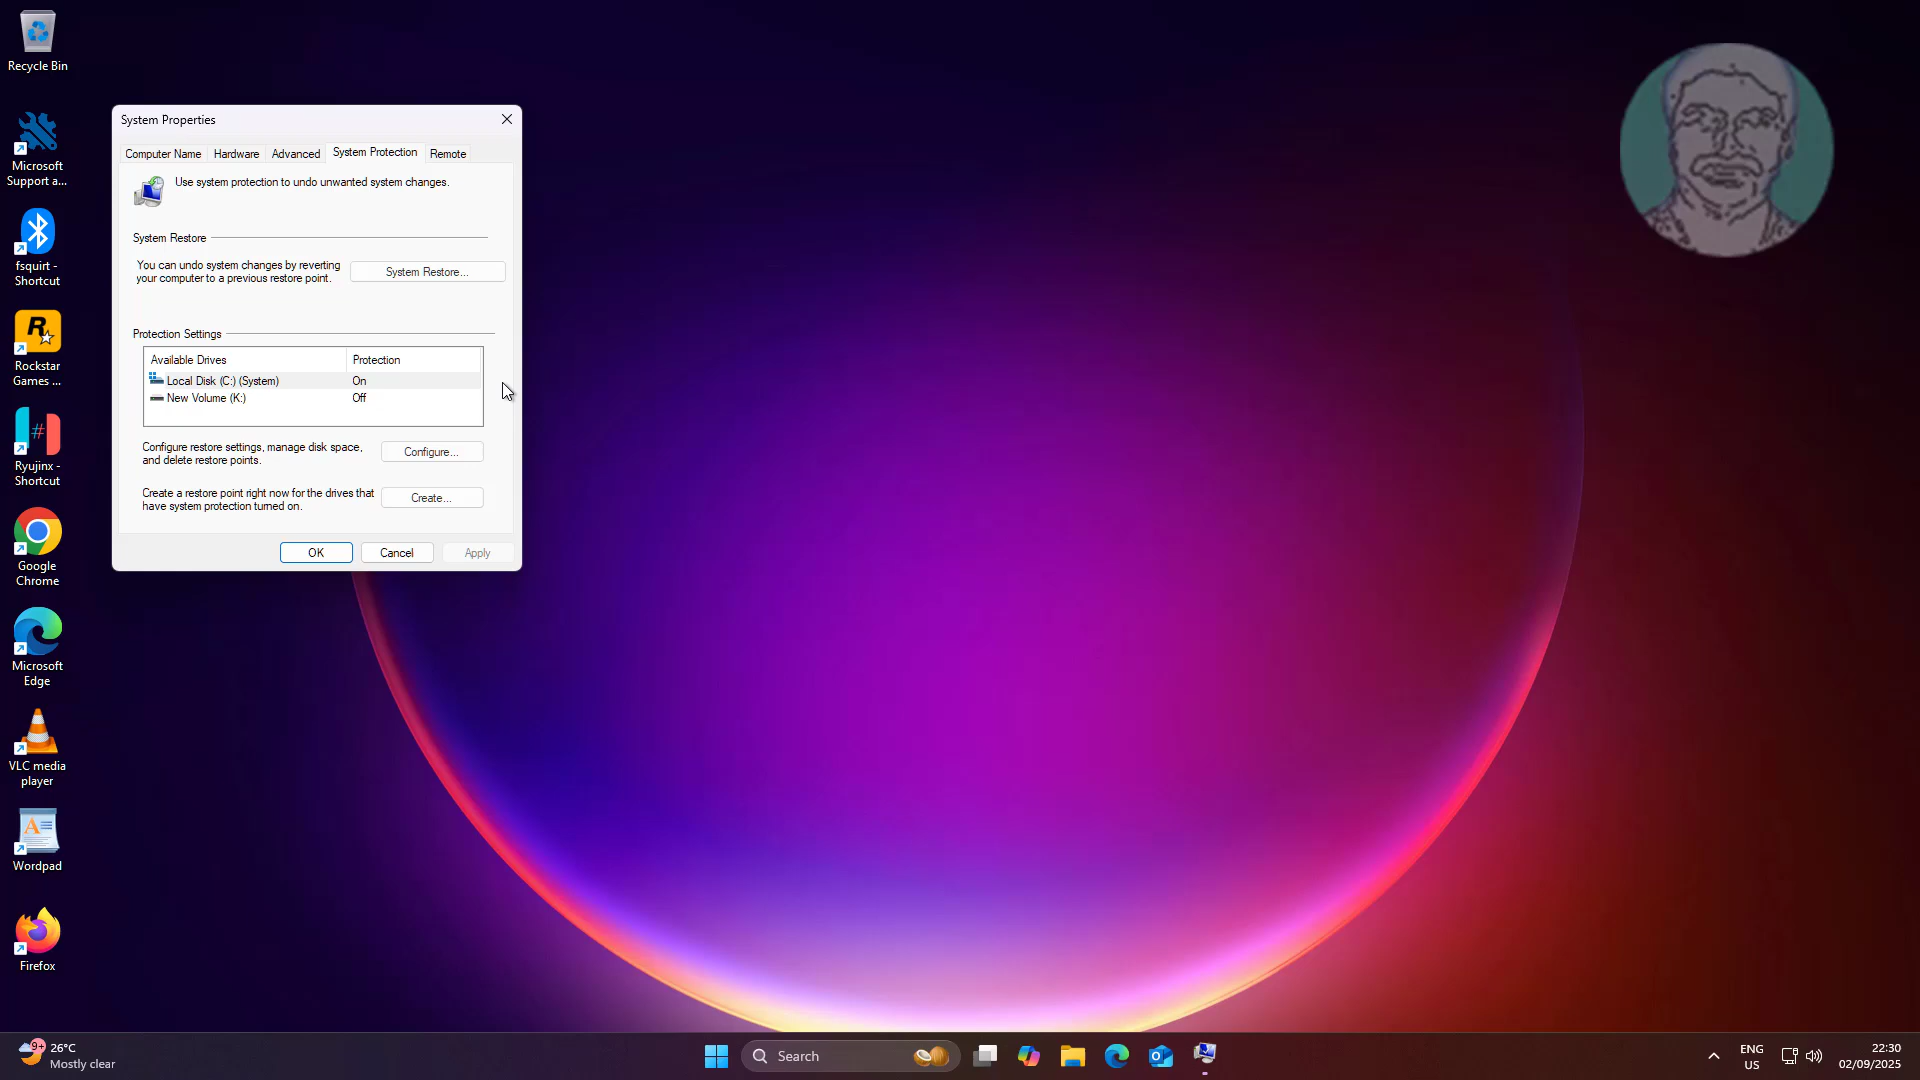 Recycle Bin
Microsoft
Support a...
fsquirt -
Shortcut
Rockstar
Games ...
Ryujinx -
Shortcut
Google
Chrome
Microsoft
Edge
VLC media
player
Wordpad
Firefox
System Properties
Computer Name
Hardware
Advanced
System Protection
Remote
Use system protection to undo unwanted system changes.
System Restore
You can undo system changes by reverting
your computer to a previous restore point.
System Restore...
Protection Settings
Available Drives
Protection
Local Disk (C:) (System)
On
New Volume (K:)
Off
Configure restore settings, manage disk space,
and delete restore points.
Configure...
Create a restore point right now for the drives that
have system protection turned on.
Create...
OK
Cancel
Apply
9+
26°C
Mostly clear
Search
ENG
US
22:30
02/09/2025